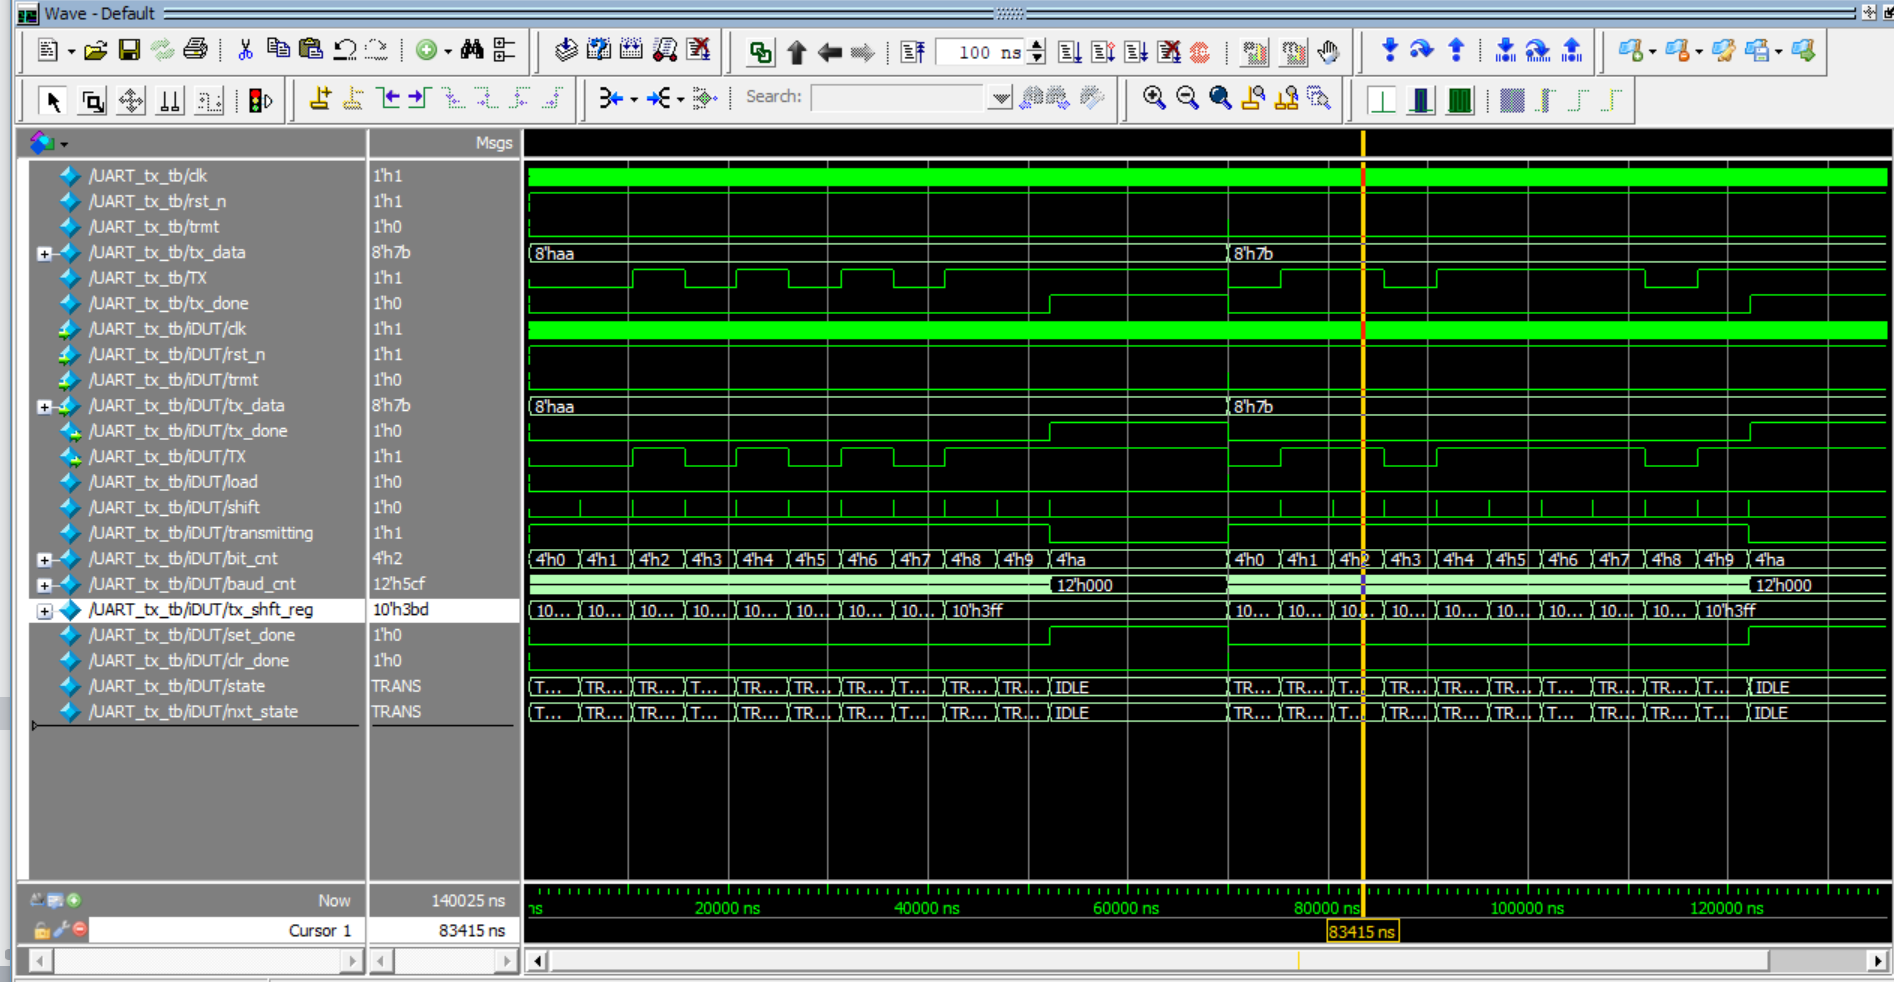 Wave - Default
100 ns
Search:
Msgs
/UART_tx_tb/clk 1'h1
/UART_tx_tb/rst_n 1'h1
/UART_tx_tb/trmt 1'h0
/UART_tx_tb/tx_data 8'h7b 8'haa 8'h7b
/UART_tx_tb/TX 1'h1
/UART_tx_tb/tx_done 1'h0
/UART_tx_tb/iDUT/clk 1'h1
/UART_tx_tb/iDUT/rst_n 1'h1
/UART_tx_tb/iDUT/trmt 1'h0
/UART_tx_tb/iDUT/tx_data 8'h7b 8'haa 8'h7b
/UART_tx_tb/iDUT/tx_done 1'h0
/UART_tx_tb/iDUT/TX 1'h1
/UART_tx_tb/iDUT/load 1'h0
/UART_tx_tb/iDUT/shift 1'h0
/UART_tx_tb/iDUT/transmitting 1'h1
/UART_tx_tb/iDUT/bit_cnt 4'h2 4'h0 4'h1 4'h2 4'h3 4'h4 4'h5 4'h6 4'h7 4'h8 4'h9 4'ha 4'h0 4'h1 4'h2 4'h3 4'h4 4'h5 4'h6 4'h7 4'h8 4'h9 4'ha
/UART_tx_tb/iDUT/baud_cnt 12'h5cf 12'h000 12'h000
/UART_tx_tb/iDUT/tx_shft_reg 10'h3bd 10... 10... 10... 10... 10... 10... 10... 10... 10'h3ff 10... 10... 10... 10... 10... 10... 10... 10... 10... 10'h3ff
/UART_tx_tb/iDUT/set_done 1'h0
/UART_tx_tb/iDUT/clr_done 1'h0
/UART_tx_tb/iDUT/state TRANS T... TR... TR... T... TR... TR... TR... T... TR... TR... IDLE TR... TR... T... TR... TR... TR... T... TR... TR... T... IDLE
/UART_tx_tb/iDUT/nxt_state TRANS T... TR... TR... T... TR... TR... TR... T... TR... TR... IDLE TR... TR... T... TR... TR... TR... T... TR... TR... T... IDLE
Now 140025 ns
ns 20000 ns 40000 ns 60000 ns 80000 ns 100000 ns 120000 ns
Cursor 1 83415 ns 83415 ns